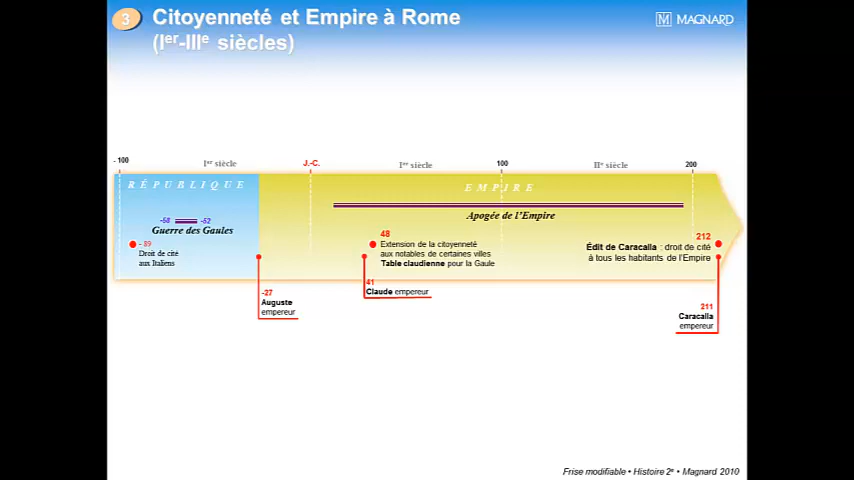 3 Citoyenneté et Empire à Rome
(Ier-IIIe siècles)
MAGNARD
- 100
Ier siècle
J.-C.
Ier siècle
100
IIe siècle
200
RÉPUBLIQUE
EMPIRE
Apogée de l'Empire
-58 -52
Guerre des Gaules
- 89
Droit de cité
aux Italiens
48
Extension de la citoyenneté
aux notables de certaines villes
Table claudienne pour la Gaule
212
Édit de Caracalla : droit de cité
à tous les habitants de l'Empire
-27
Auguste
empereur
41
Claude empereur
211
Caracalla
empereur
Frise modifiable • Histoire 2e • Magnard 2010